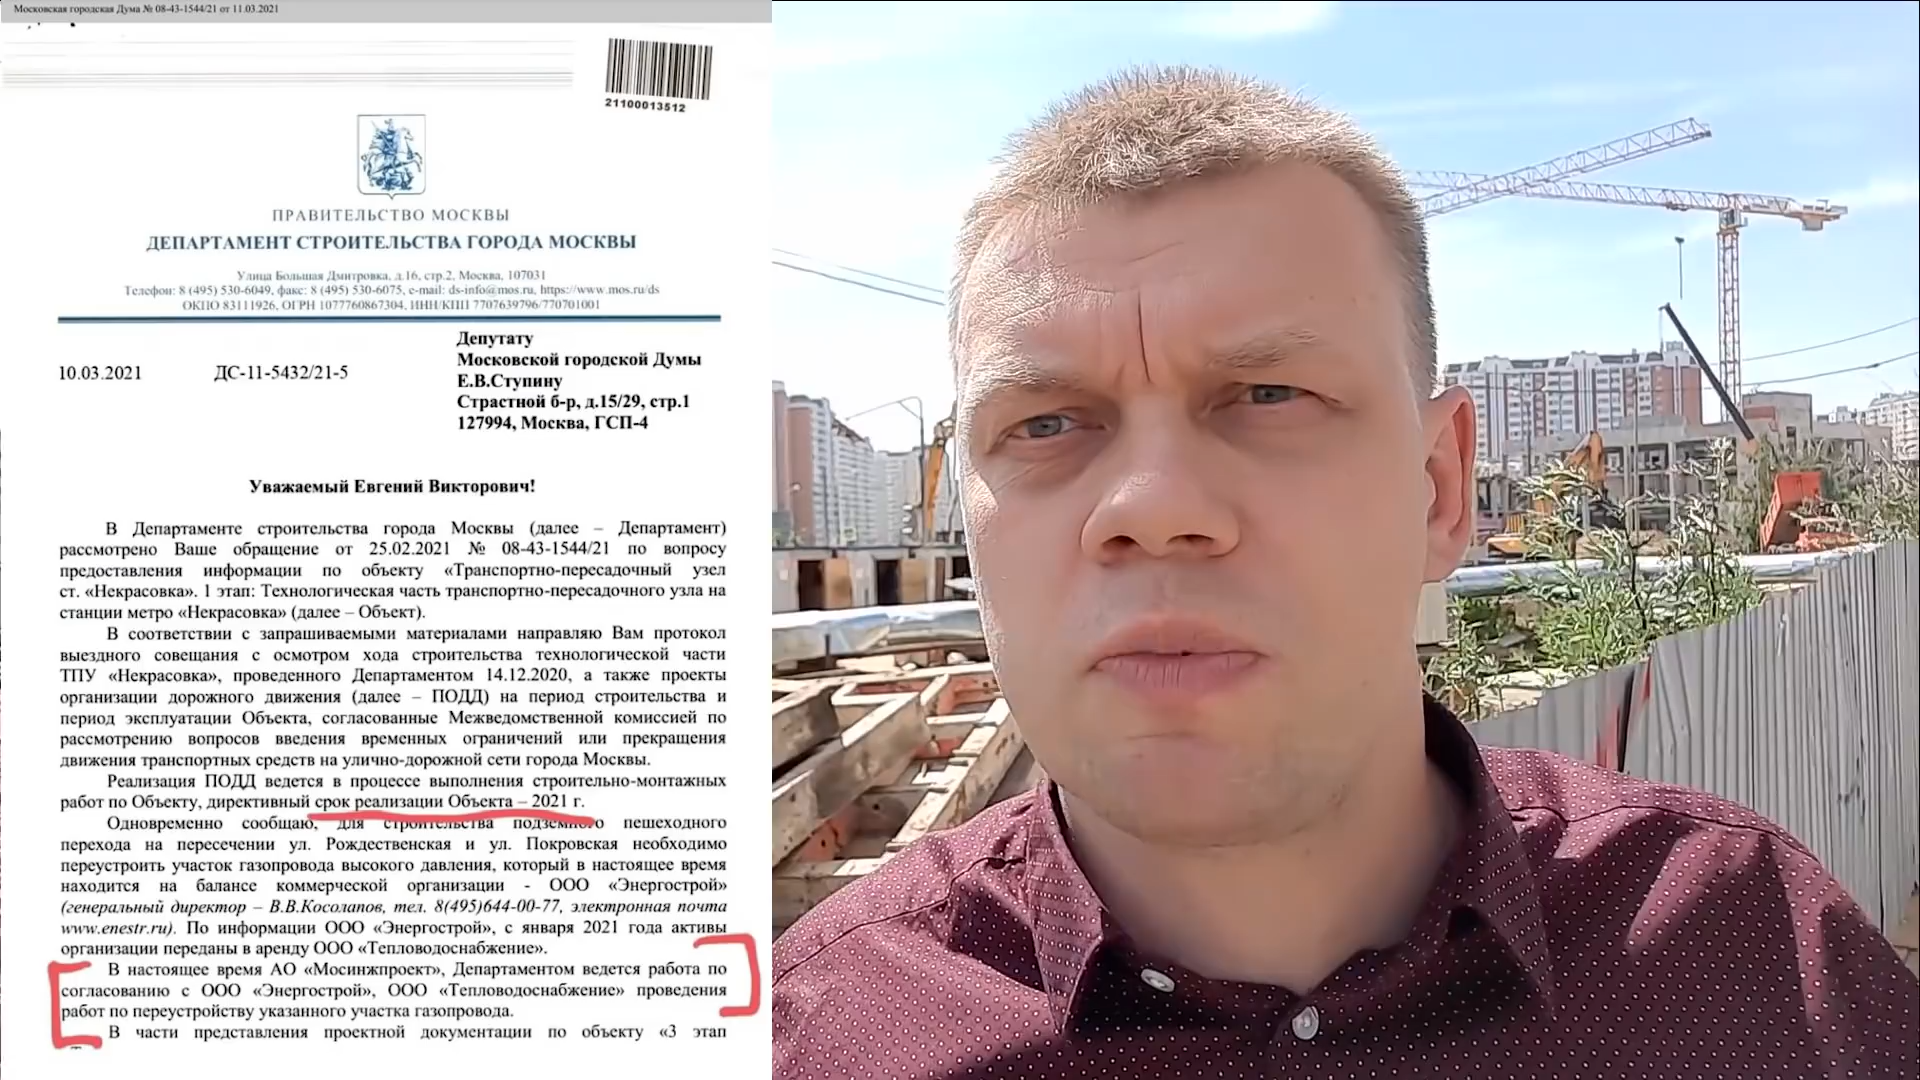 Московская городская Дума № 08-43-1544/21 от 11.03.2021
21100013512
ПРАВИТЕЛЬСТВО МОСКВЫ
ДЕПАРТАМЕНТ СТРОИТЕЛЬСТВА ГОРОДА МОСКВЫ
Улица Большая Дмитровка, д.16, стр.2, Москва, 107031
Телефон: 8 (495) 530-6049, факс: 8 (495) 530-6075, e-mail: ds-info@mos.ru, https://www.mos.ru/ds
ОКПО 83111926, ОГРН 1077760867304, ИНН/КПП 7707639796/770701001
Депутату
Московской городской Думы
10.03.2021 ДС-11-5432/21-5
Е.В.Ступину
Страстной б-р, д.15/29, стр.1
127994, Москва, ГСП-4
Уважаемый Евгений Викторович!
В Департаменте строительства города Москвы (далее – Департамент)
рассмотрено Ваше обращение от 25.02.2021 № 08-43-1544/21 по вопросу
предоставления информации по объекту «Транспортно-пересадочный узел
ст. «Некрасовка». 1 этап: Технологическая часть транспортно-пересадочного узла на
станции метро «Некрасовка» (далее – Объект).
В соответствии с запрашиваемыми материалами направляю Вам протокол
выездного совещания с осмотром хода строительства технологической части
ТПУ «Некрасовка», проведенного Департаментом 14.12.2020, а также проекты
организации дорожного движения (далее – ПОДД) на период строительства и
период эксплуатации Объекта, согласованные Межведомственной комиссией по
рассмотрению вопросов введения временных ограничений или прекращения
движения транспортных средств на улично-дорожной сети города Москвы.
Реализация ПОДД ведется в процессе выполнения строительно-монтажных
работ по Объекту, директивный срок реализации Объекта – 2021 г.
Одновременно сообщаю, для строительства подземного пешеходного
перехода на пересечении ул. Рождественская и ул. Покровская необходимо
переустроить участок газопровода высокого давления, который в настоящее время
находится на балансе коммерческой организации - ООО «Энергострой»
(генеральный директор – В.В.Косолапов, тел. 8(495)644-00-77, электронная почта
www.enestr.ru). По информации ООО «Энергострой», с января 2021 года активы
организации переданы в аренду ООО «Тепловодоснабжение».
В настоящее время АО «Мосинжпроект», Департаментом ведется работа по
согласованию с ООО «Энергострой», ООО «Тепловодоснабжение» проведения
работ по переустройству указанного участка газопровода.
В части представления проектной документации по объекту «3 этап